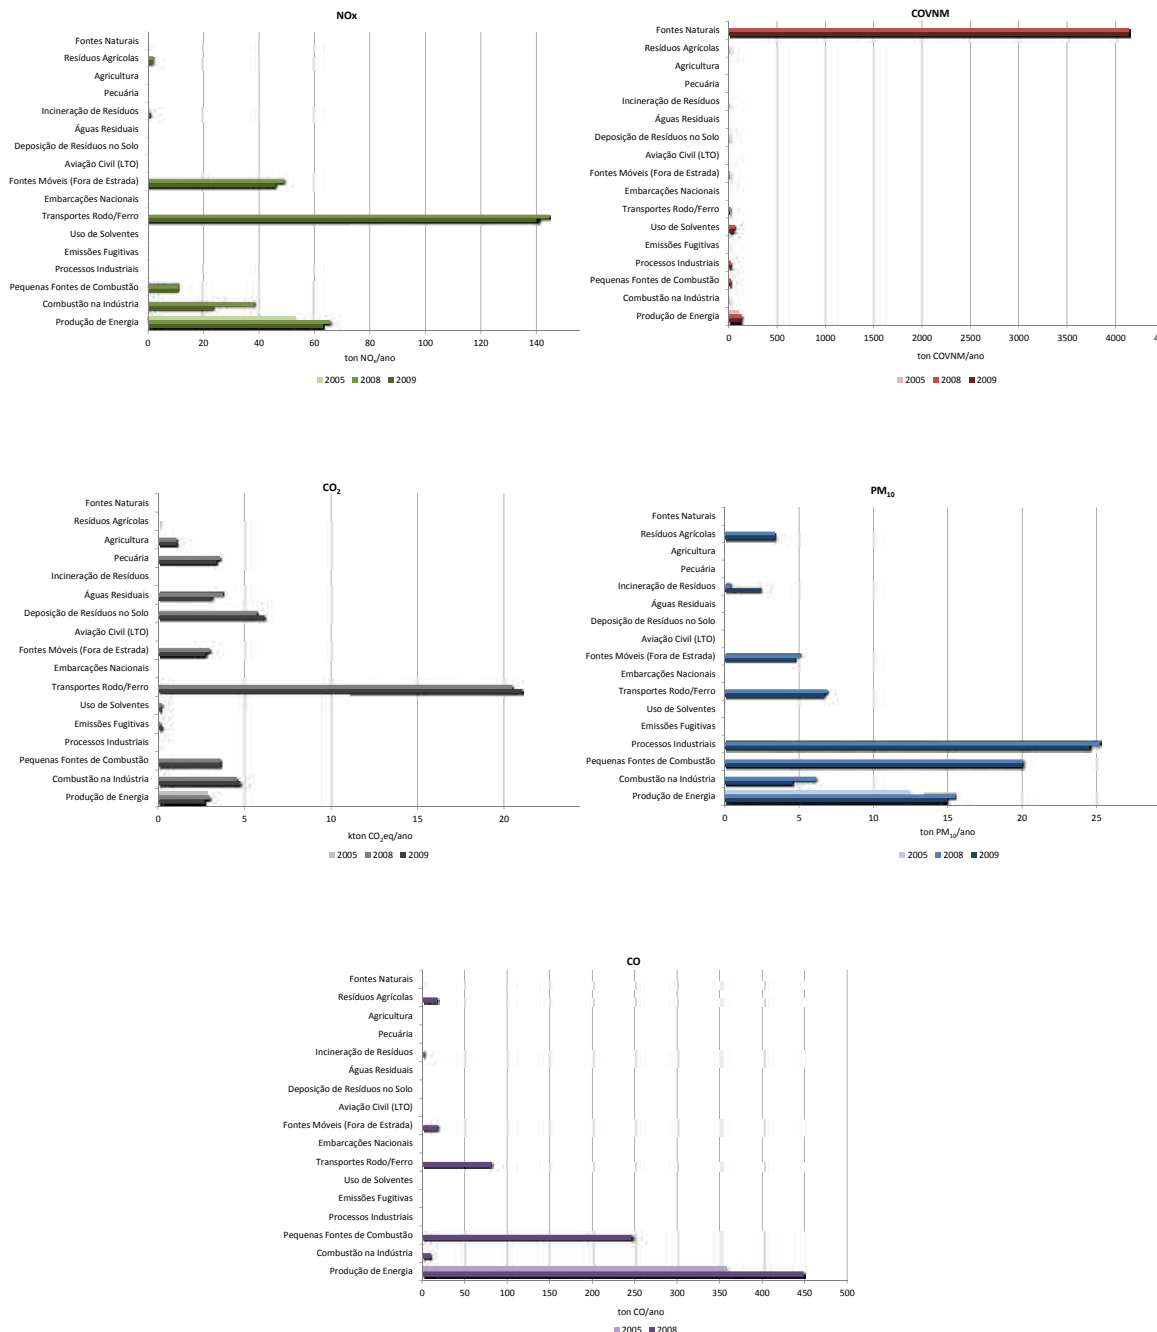 NOx
Fontes Naturais
Resíduos Agrícolas
Agricultura
Pecuária
Incineração de Resíduos
Águas Residuais
Deposição de Resíduos no Solo
Aviação Civil (LTO)
Fontes Móveis (Fora de Estrada)
Embarcações Nacionais
Transportes Rodo/Ferro
Uso de Solventes
Emissões Fugitivas
Processos Industriais
Pequenas Fontes de Combustão
Combustão na Indústria
Produção de Energia
0 20 40 60 80 100 120 140
ton NOₓ/ano
2005 2008 2009
COVNM
Fontes Naturais
Resíduos Agrícolas
Agricultura
Pecuária
Incineração de Resíduos
Águas Residuais
Deposição de Resíduos no Solo
Aviação Civil (LTO)
Fontes Móveis (Fora de Estrada)
Embarcações Nacionais
Transportes Rodo/Ferro
Uso de Solventes
Emissões Fugitivas
Processos Industriais
Pequenas Fontes de Combustão
Combustão na Indústria
Produção de Energia
0 500 1000 1500 2000 2500 3000 3500 4000
ton COVNM/ano
2005 2008 2009
CO₂
Fontes Naturais
Resíduos Agrícolas
Agricultura
Pecuária
Incineração de Resíduos
Águas Residuais
Deposição de Resíduos no Solo
Aviação Civil (LTO)
Fontes Móveis (Fora de Estrada)
Embarcações Nacionais
Transportes Rodo/Ferro
Uso de Solventes
Emissões Fugitivas
Processos Industriais
Pequenas Fontes de Combustão
Combustão na Indústria
Produção de Energia
0 5 10 15 20
kton CO₂eq/ano
2005 2008 2009
PM₁₀
Fontes Naturais
Resíduos Agrícolas
Agricultura
Pecuária
Incineração de Resíduos
Águas Residuais
Deposição de Resíduos no Solo
Aviação Civil (LTO)
Fontes Móveis (Fora de Estrada)
Embarcações Nacionais
Transportes Rodo/Ferro
Uso de Solventes
Emissões Fugitivas
Processos Industriais
Pequenas Fontes de Combustão
Combustão na Indústria
Produção de Energia
0 5 10 15 20 25
ton PM₁₀/ano
2005 2008 2009
CO
Fontes Naturais
Resíduos Agrícolas
Agricultura
Pecuária
Incineração de Resíduos
Águas Residuais
Deposição de Resíduos no Solo
Aviação Civil (LTO)
Fontes Móveis (Fora de Estrada)
Embarcações Nacionais
Transportes Rodo/Ferro
Uso de Solventes
Emissões Fugitivas
Processos Industriais
Pequenas Fontes de Combustão
Combustão na Indústria
Produção de Energia
0 50 100 150 200 250 300 350 400 450 500
ton CO/ano
2005 2008